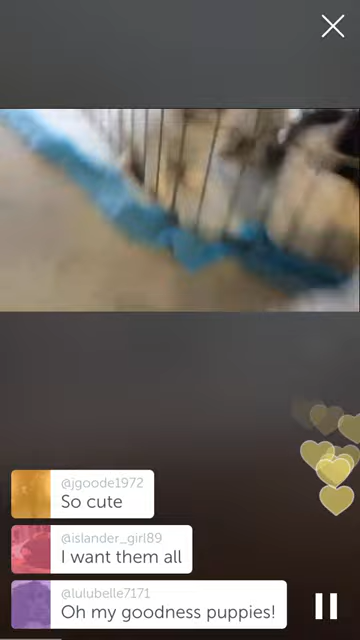 @jgoode1972
So cute
@islander_girl89
I want them all
@lulubelle7171
Oh my goodness puppies!